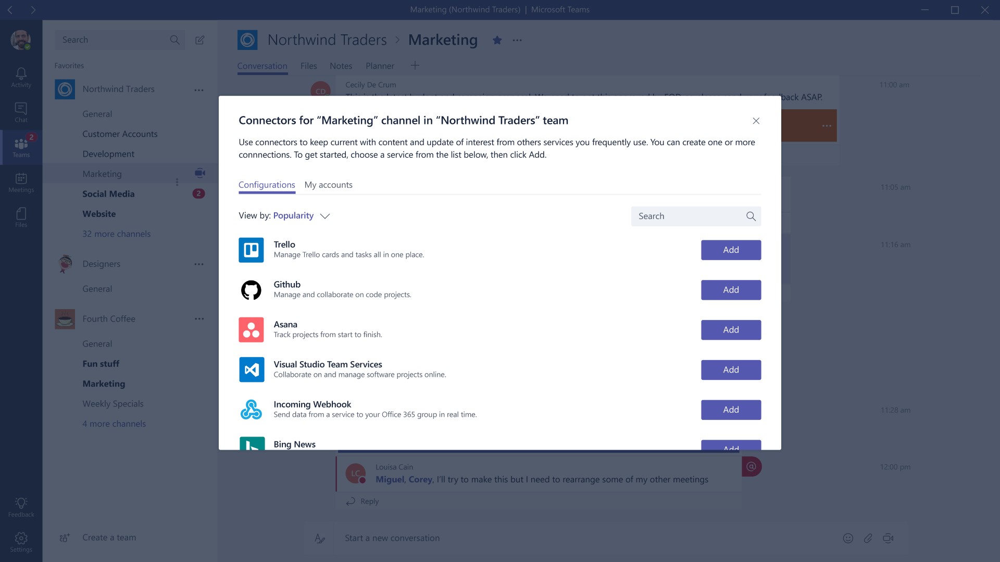 Marketing (Northwind Traders) | Microsoft Teams
Search
Northwind Traders > Marketing
Conversation Files Notes Planner
Favorites
Northwind Traders
General
Customer Accounts
Development
Marketing
Social Media 2
Website
32 more channels
Designers
General
Fourth Coffee
General
Fun stuff
Marketing
Weekly Specials
4 more channels
Create a team
Activity
Chat
2
Teams
Meetings
Files
Feedback
Settings
CD
Cecily De Crum
11:00 am
back ASAP.
Connectors for “Marketing” channel in “Northwind Traders” team
Use connectors to keep current with content and update of interest from others services you frequently use. You can create one or more
connnections. To get started, choose a service from the list below, then click Add.
Configurations My accounts
View by: Popularity
Search
Trello
Manage Trello cards and tasks all in one place.
Add
Github
Manage and collaborate on code projects.
Add
Asana
Track projects from start to finish.
Add
Visual Studio Team Services
Collaborate on and manage software projects online.
Add
Incoming Webhook
Send data from a service to your Office 365 group in real time.
Add
Bing News
Add
11:05 am
11:16 am
11:28 am
LC
Louisa Cain
Miguel, Corey, I’ll try to make this but I need to rearrange some of my other meetings
@
12:00 pm
Reply
Start a new conversation